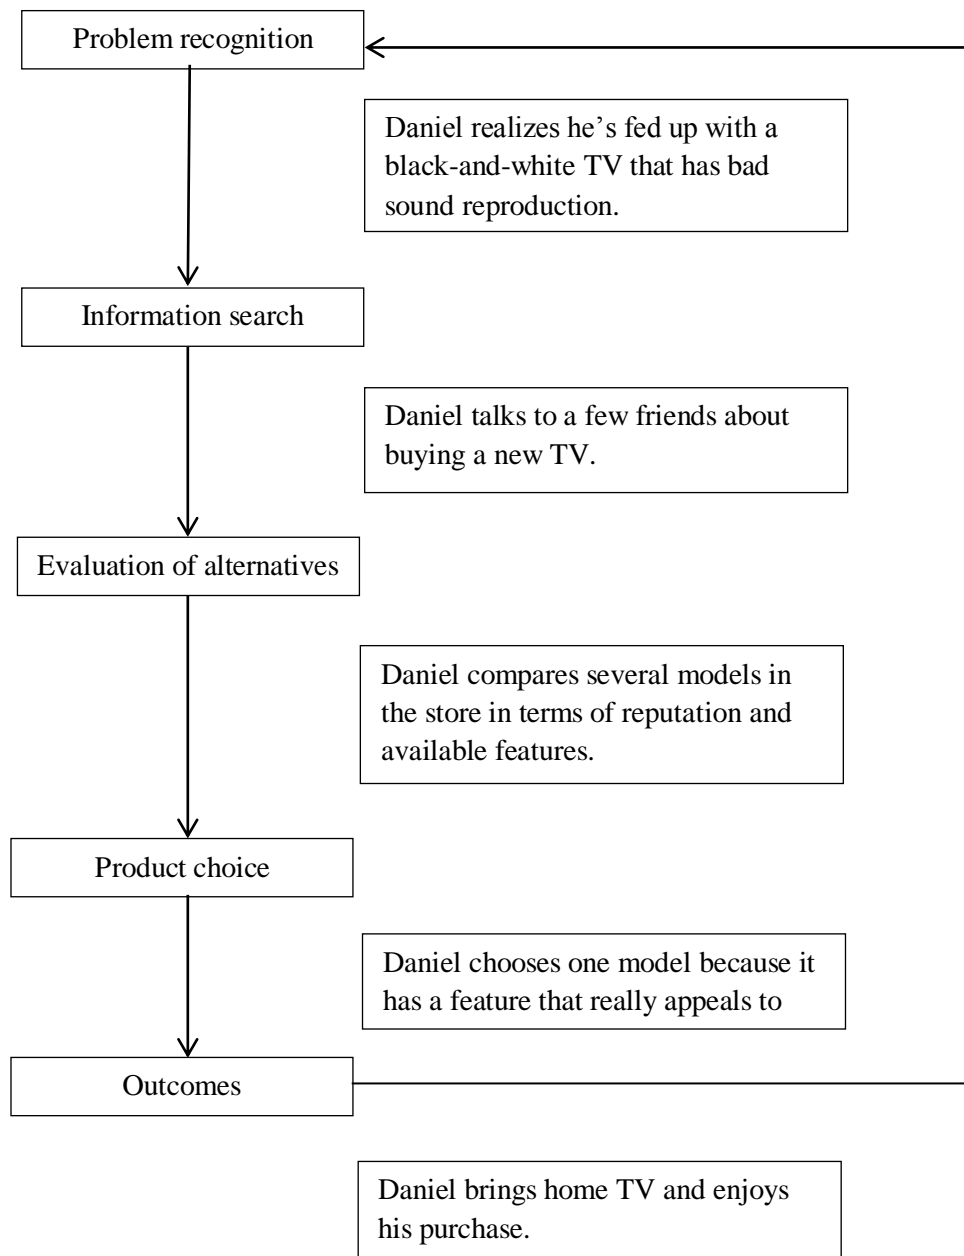 Problem recognition
Daniel realizes he’s fed up with a
black-and-white TV that has bad
sound reproduction.
Information search
Daniel talks to a few friends about
buying a new TV.
Evaluation of alternatives
Daniel compares several models in
the store in terms of reputation and
available features.
Product choice
Daniel chooses one model because it
has a feature that really appeals to
Outcomes
Daniel brings home TV and enjoys
his purchase.